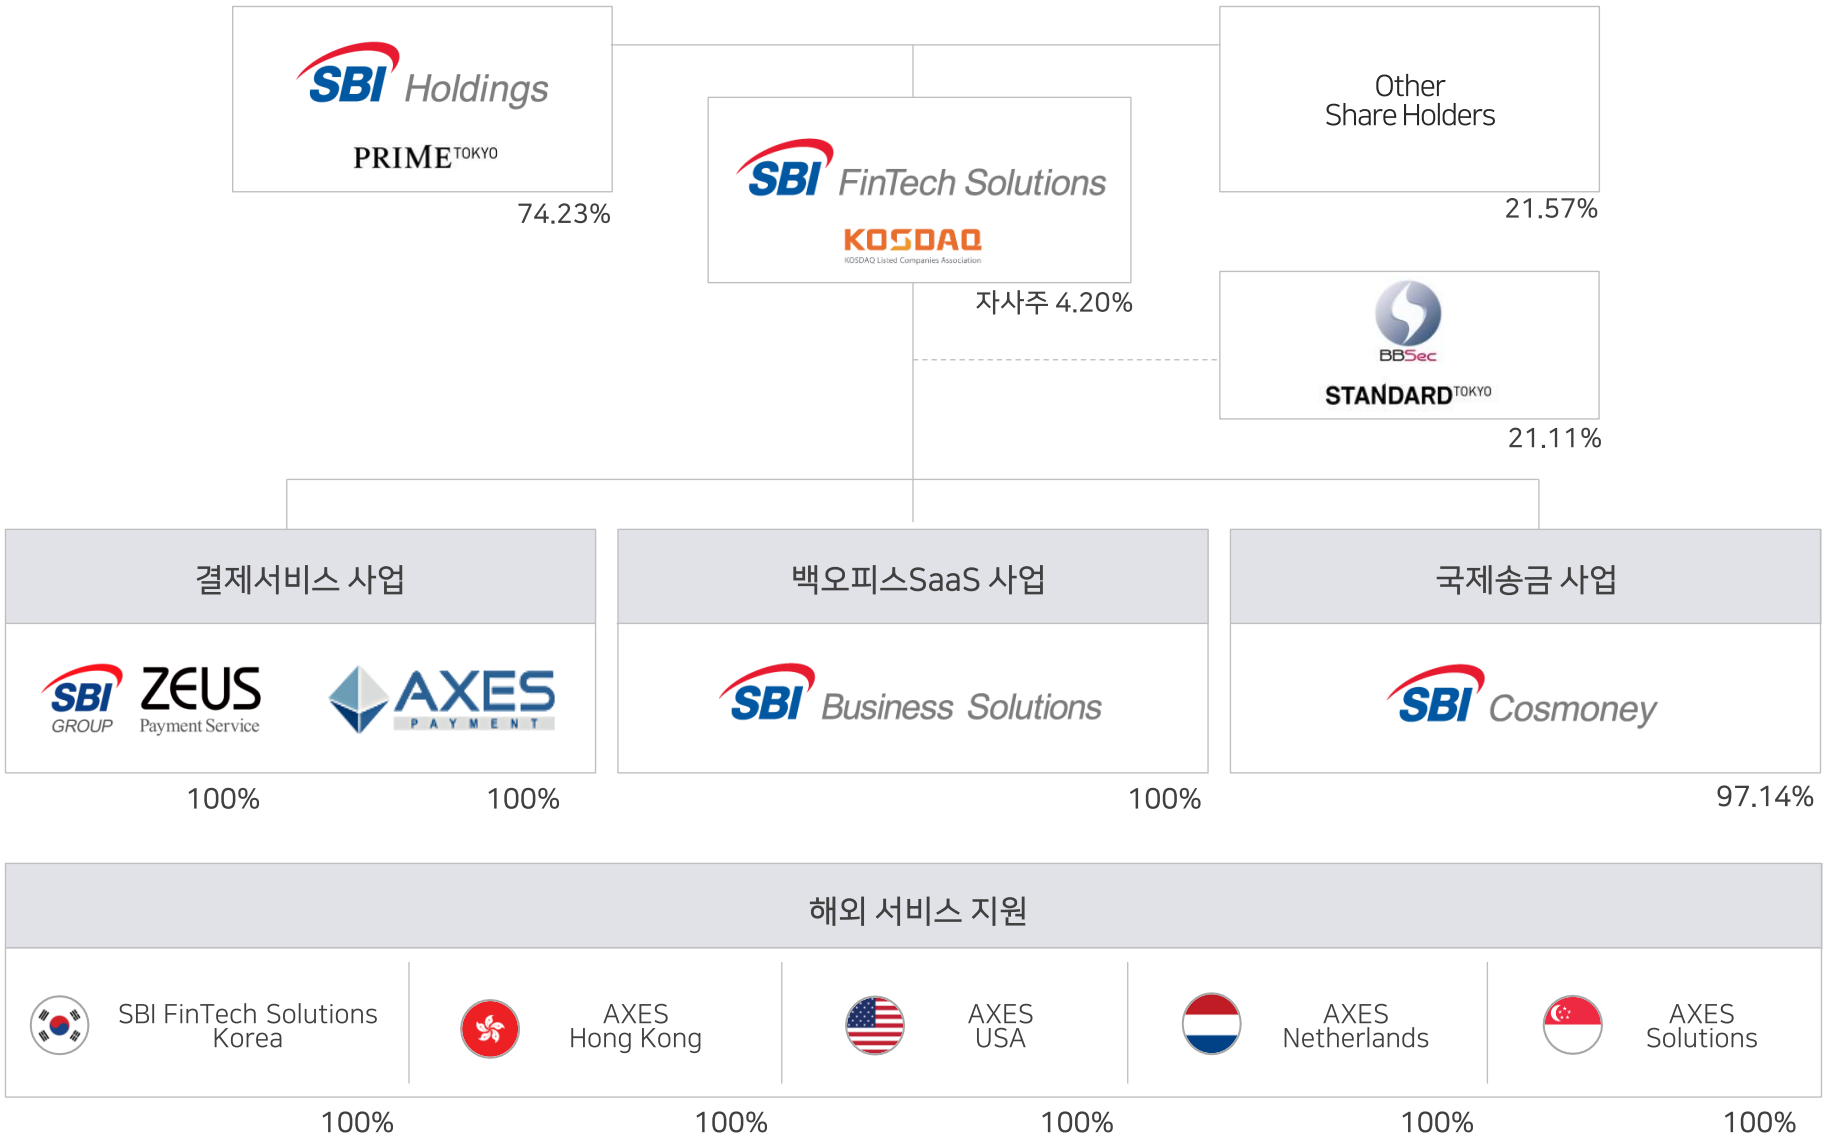 SBI Holdings
PRIME TOKYO
74.23%
SBI FinTech Solutions
KOSDAQ
KOSDAQ Listed Companies Association
자사주 4.20%
Other
Share Holders
21.57%
BBSec
STANDARD TOKYO
21.11%
결제서비스 사업
SBI
GROUP
ZEUS
Payment Service
100%
AXES
PAYMENT
100%
백오피스SaaS 사업
SBI Business Solutions
100%
국제송금 사업
SBI Cosmoney
97.14%
해외 서비스 지원
SBI FinTech Solutions
Korea
100%
AXES
Hong Kong
100%
AXES
USA
100%
AXES
Netherlands
100%
AXES
Solutions
100%